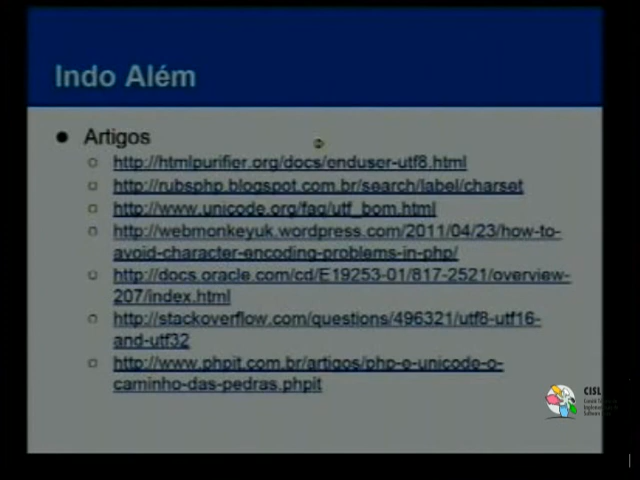 Indo Além
Artigos
http://htmlpurifier.org/docs/enduser-utf8.html
http://rubsphp.blogspot.com.br/search/label/charset
http://www.unicode.org/faq/utf_bom.html
http://webmonkeyuk.wordpress.com/2011/04/23/how-to-
avoid-character-encoding-problems-in-php/
http://docs.oracle.com/cd/E19253-01/817-2521/overview-
207/index.html
http://stackoverflow.com/questions/496321/utf8-utf16-
and-utf32
http://www.phpit.com.br/artigos/php-e-unicode-o-
caminho-das-pedras.phpit
CISL